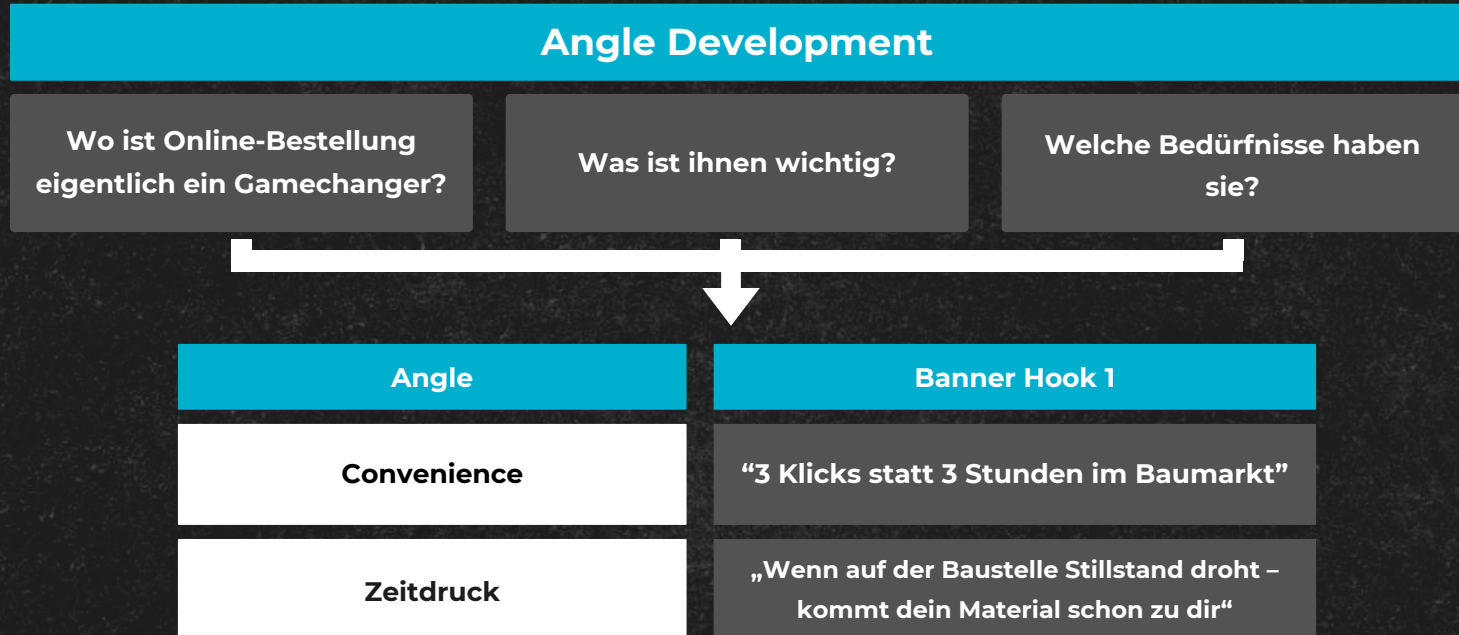 Angle Development
Wo ist Online-Bestellung
eigentlich ein Gamechanger?
Was ist ihnen wichtig?
Welche Bedürfnisse haben
sie?
Angle
Banner Hook 1
Convenience
“3 Klicks statt 3 Stunden im Baumarkt”
Zeitdruck
„Wenn auf der Baustelle Stillstand droht –
kommt dein Material schon zu dir“